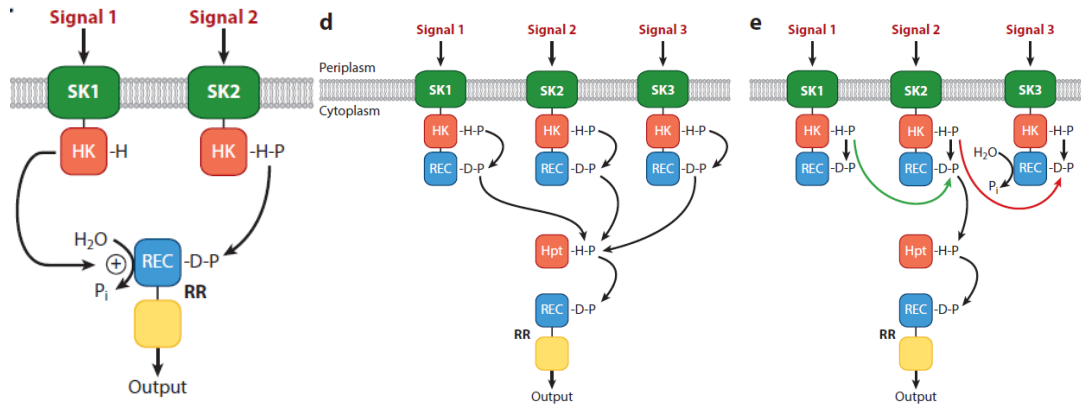 Signal 1
Signal 2
SK1
SK2
HK
-H
HK
-H-P
H2O
+
REC
-D-P
Pi
RR
Output
d
Signal 1
Signal 2
Signal 3
Periplasm
Cytoplasm
SK1
SK2
SK3
HK
-H-P
HK
-H-P
HK
-H-P
REC
-D-P
REC
-D-P
REC
-D-P
Hpt
-H-P
REC
-D-P
RR
Output
e
Signal 1
Signal 2
Signal 3
SK1
SK2
SK3
HK
-H-P
HK
-H-P
HK
-H-P
H2O
REC
-D-P
REC
-D-P
REC
-D-P
Pi
Hpt
-H-P
REC
-D-P
RR
Output